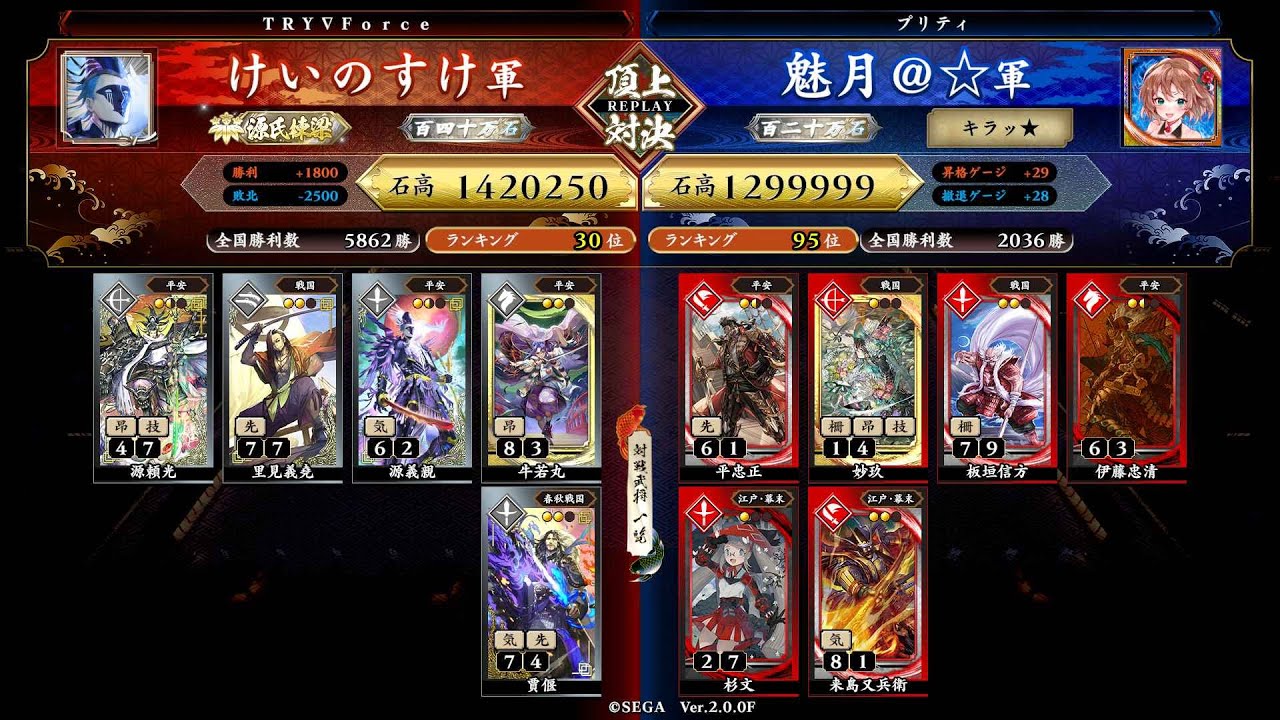 TRY∇Force
プリティ
けいのすけ軍
頂上
REPLAY
対決
魅月@☆軍
源氏棟梁
百四十万石
百二十万石
キラッ★
勝利 +1800
敗北 -2500
石高 1420250
石高 1299999
昇格ゲージ +29
撤退ゲージ +28
全国勝利数 5862勝
ランキング 30位
ランキング 95位
全国勝利数 2036勝
平安
昴 技
4 7
源頼光
戦国
先
7 7
里見義堯
平安
気
6 2
源義親
平安
昴
8 3
牛若丸
平安
先
6 1
平忠正
戦国
柵 昴 技
1 4
妙玖
戦国
柵
7 9
板垣信方
平安
6 3
伊藤忠清
対戦武将一覧
春秋戦国
気 先
7 4
賈偃
江戸・幕末
2 7
杉文
江戸・幕末
気
8 1
来島又兵衛
©SEGA Ver.2.0.0F